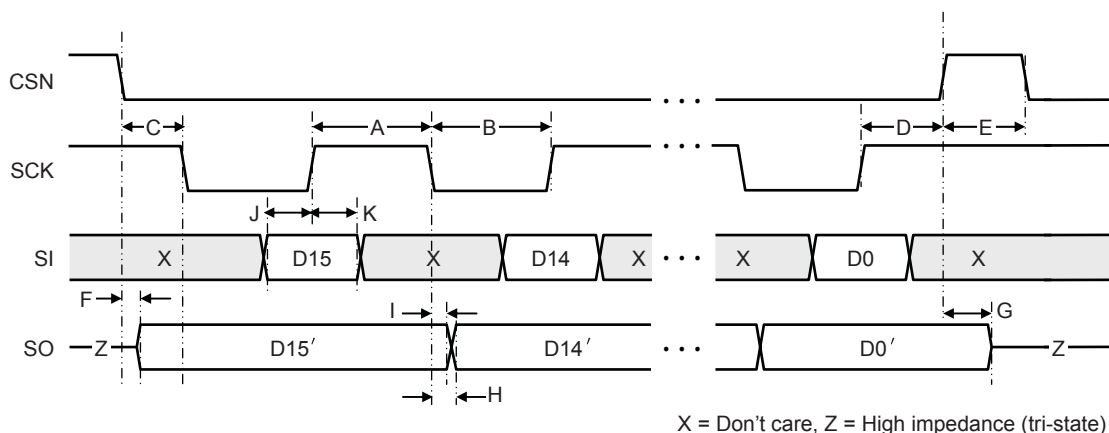 CSN
C A B D E
SCK
J K
SI X D15 X D14 X • • • X D0 X
F I G
SO Z D15′ D14′ • • • D0′ Z
H
X = Don't care, Z = High impedance (tri-state)